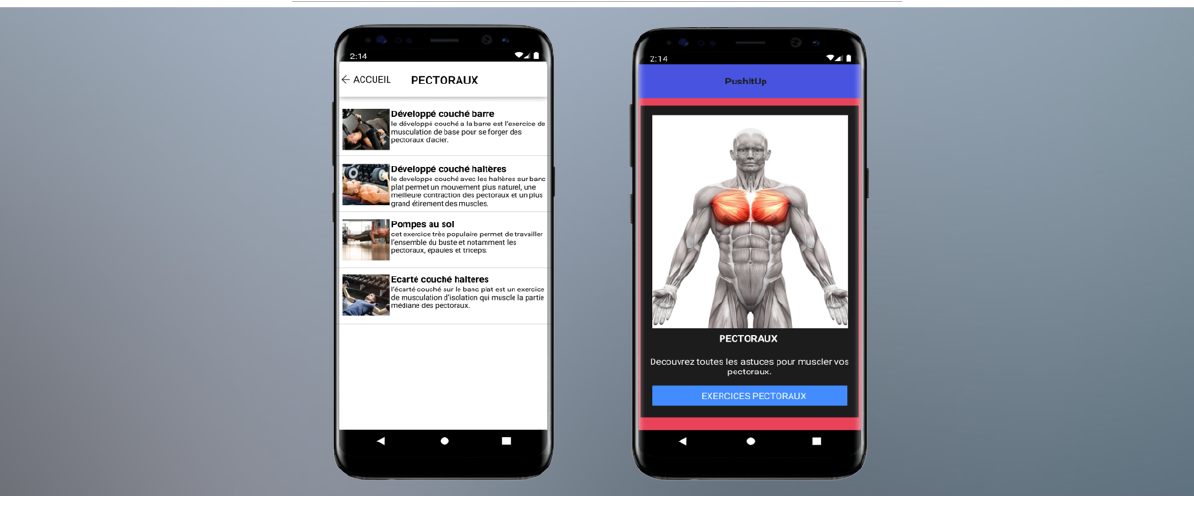 2:14
← ACCUEIL PECTORAUX
Développé couché barre
le développé couché a la barre est l'exercice de
musculation de base pour se forger des
pectoraux d'acier.
Développé couché haltères
le developpe couché avec les haltères sur banc
plat permet un mouvement plus naturel, une
meilleure contraction des pectoraux et un plus
grand étirement des muscles.
Pompes au sol
cet exercice très populaire permet de travailler
l'ensemble du buste et notamment les
pectoraux, epaules et triceps.
Ecarté couché halteres
l'écarté couché sur le banc plat est un exercice
de musculation d'isolation qui muscle la partie
médiane des pectoraux.
2:14
PushItUp
PECTORAUX
Decouvrez toutes les astuces pour muscler vos
pectoraux.
EXERCICES PECTORAUX